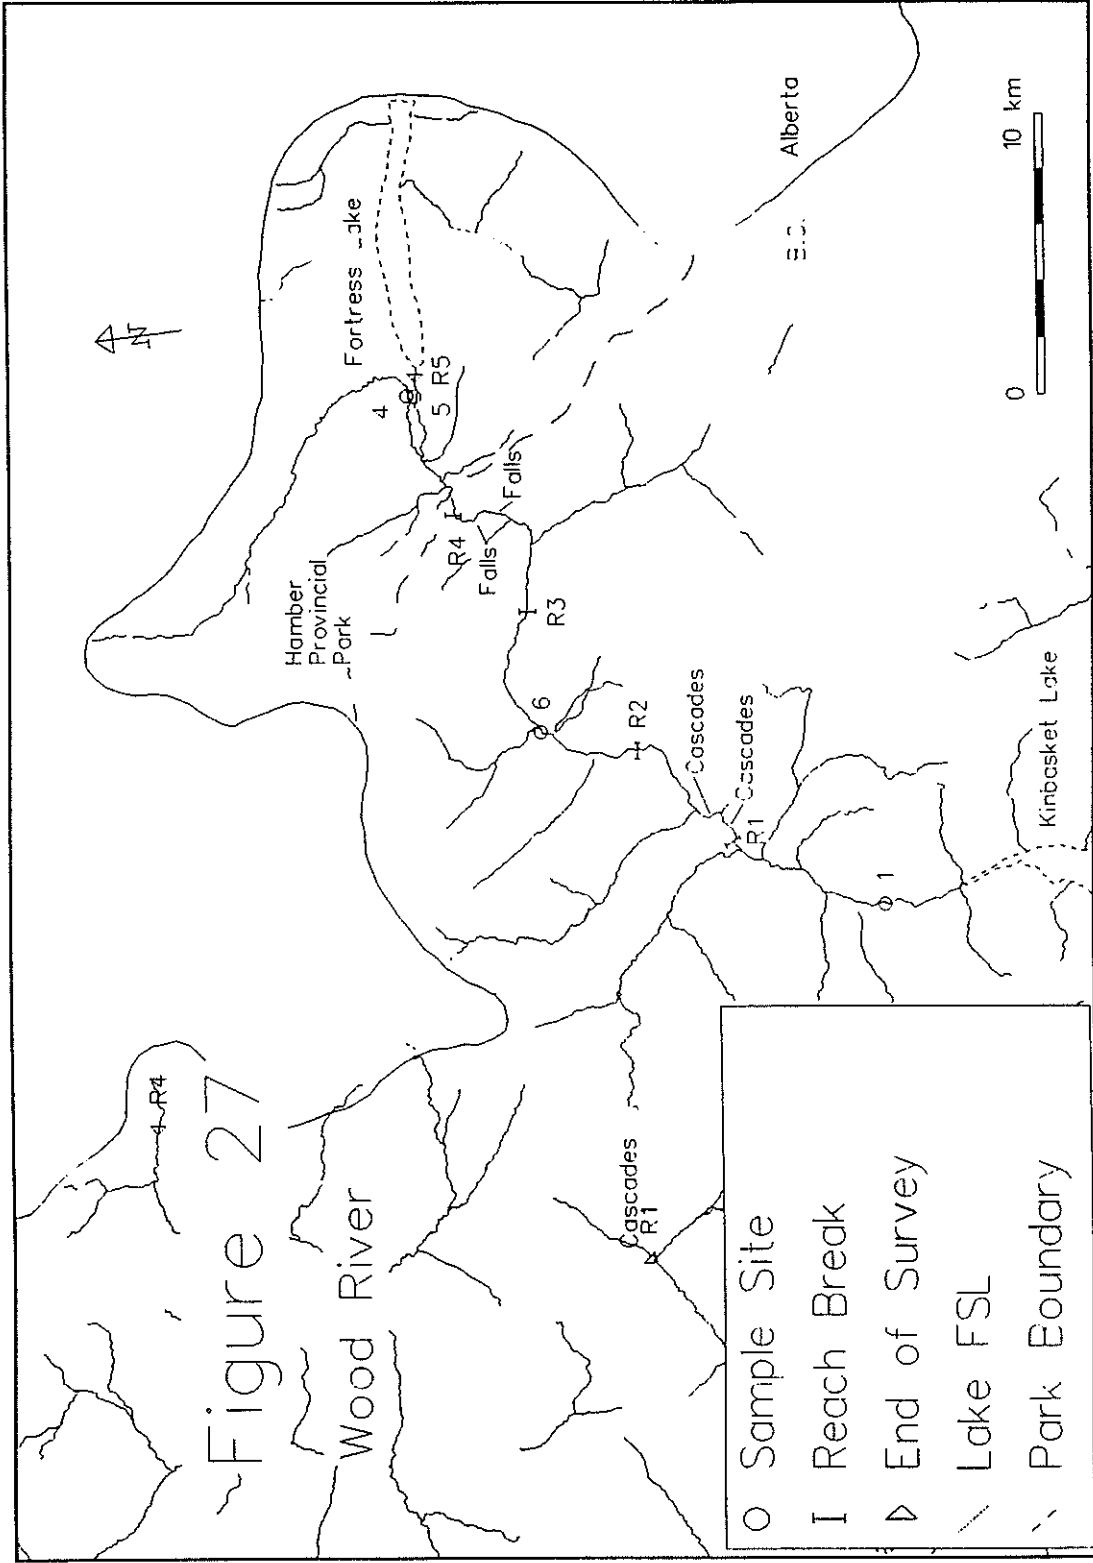 Figure 27
Wood River
R4
Hamber
Provincial
Park
Fortress
4
5
R5
R4
Falls
Falls
R3
6
R2
Cascades
Cascades
R1
1
Cascades
R1
Kinbasket Lake
Alberta
0
10 km
N
Sample Site
Reach Break
End of Survey
Lake FSL
Park Boundary